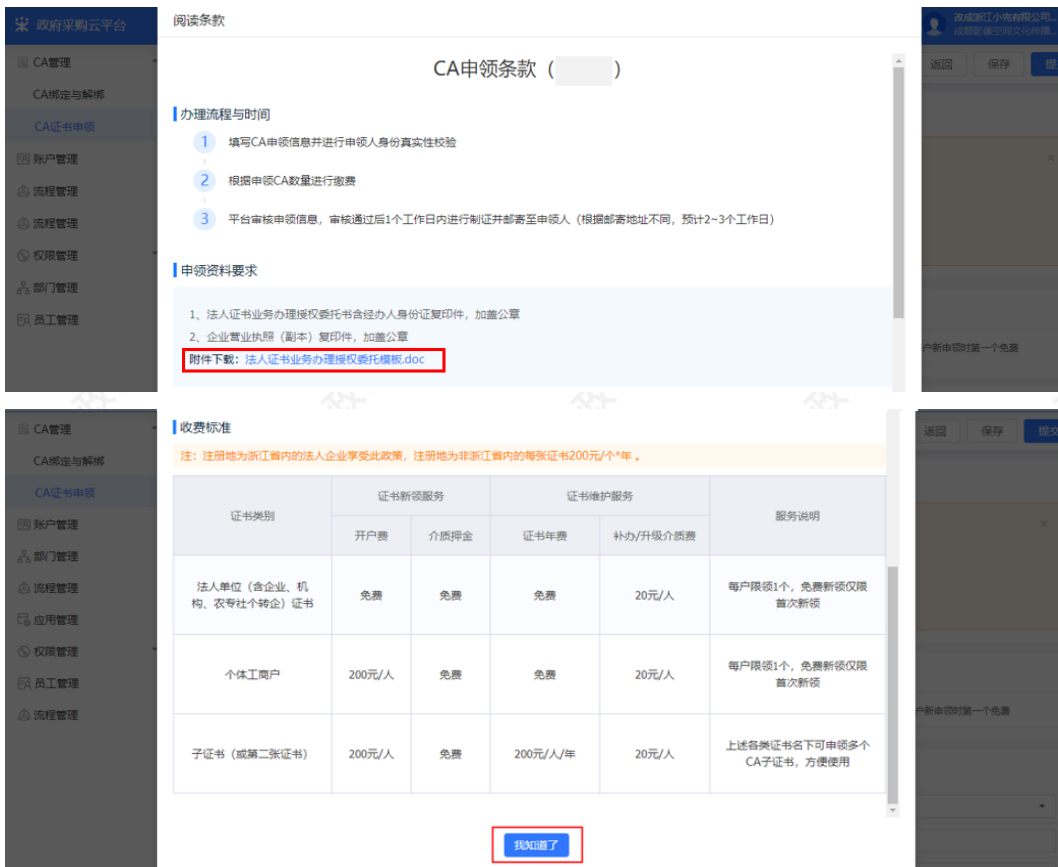 政府采购云平台
阅读条款
改成浙江小完有限公司...
成都影像空间文化传播...
CA管理
CA绑定与解绑
CA证书申领
账户管理
流程管理
流程管理
权限管理
部门管理
员工管理
CA申领条款（ ）
办理流程与时间
1 填写CA申领信息并进行申领人身份真实性校验
2 根据申领CA数量进行缴费
3 平台审核申领信息，审核通过后1个工作日内进行制证并邮寄至申领人（根据邮寄地址不同，预计2~3个工作日）
申领资料要求
1、法人证书业务办理授权委托书含经办人身份证复印件，加盖公章
2、企业营业执照（副本）复印件，加盖公章
附件下载：法人证书业务办理授权委托模板.doc
返回 保存 提
户新申领时第一个免费
CA管理
CA绑定与解绑
CA证书申领
账户管理
部门管理
流程管理
应用管理
权限管理
员工管理
流程管理
收费标准
注：注册地为浙江省内的法人企业享受此政策，注册地为非浙江省内的每张证书200元/个*年 。
证书类别 证书新领服务 证书维护服务 服务说明
开户费 介质押金 证书年费 补办/升级介质费
法人单位（含企业、机构、农专社个转企）证书 免费 免费 免费 20元/人 每户限领1个，免费新领仅限首次新领
个体工商户 200元/人 免费 免费 20元/人 每户限领1个，免费新领仅限首次新领
子证书（或第二张证书） 200元/人 免费 200元/人/年 20元/人 上述各类证书名下可申领多个CA子证书，方便使用
我知道了
返回 保存 提交
户新申领时第一个免费